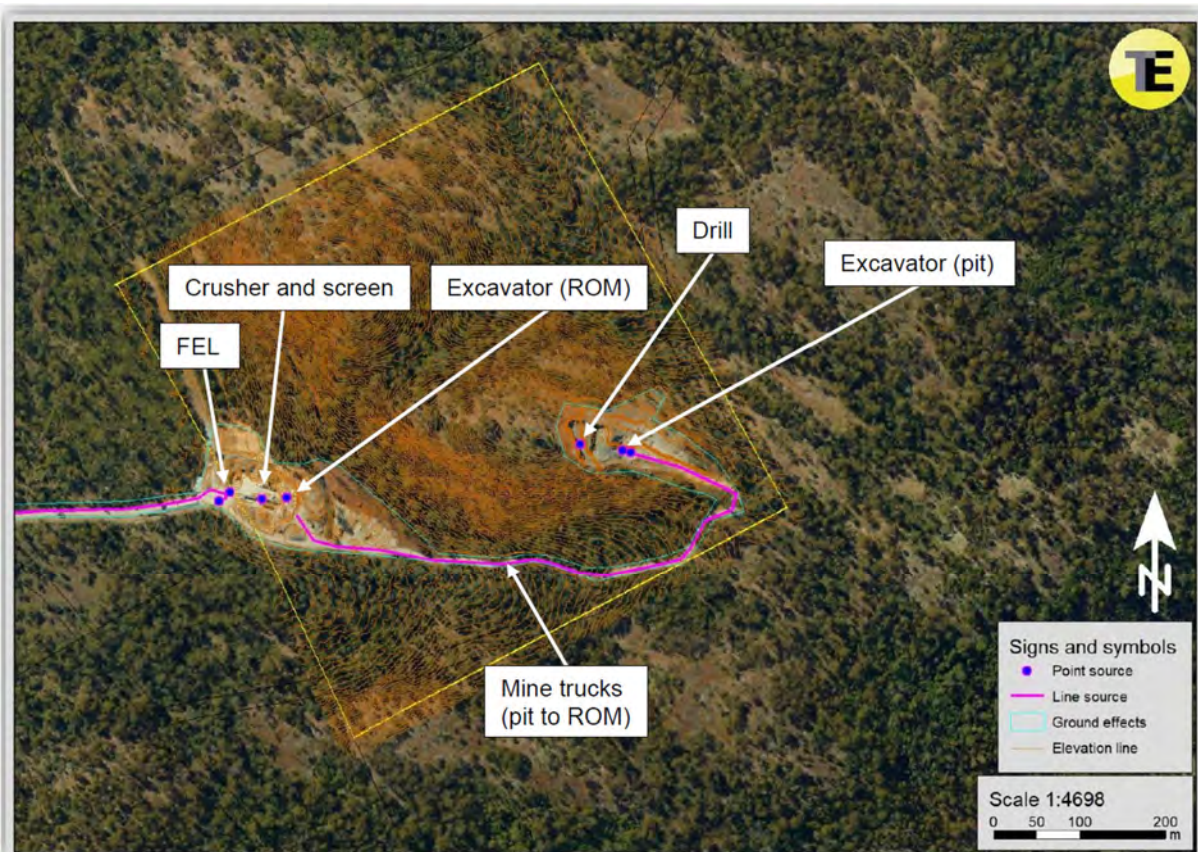 TE
Drill
Excavator (pit)
Crusher and screen
Excavator (ROM)
FEL
Mine trucks
(pit to ROM)
N
Signs and symbols
Point source
Line source
Ground effects
Elevation line
Scale 1:4698
0 50 100 200
m